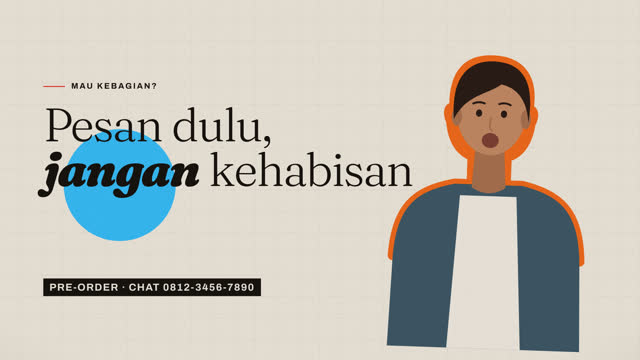 MAU KEBAGIAN?
Pesan dulu,
jangan kehabisan
PRE-ORDER · CHAT 0812-3456-7890